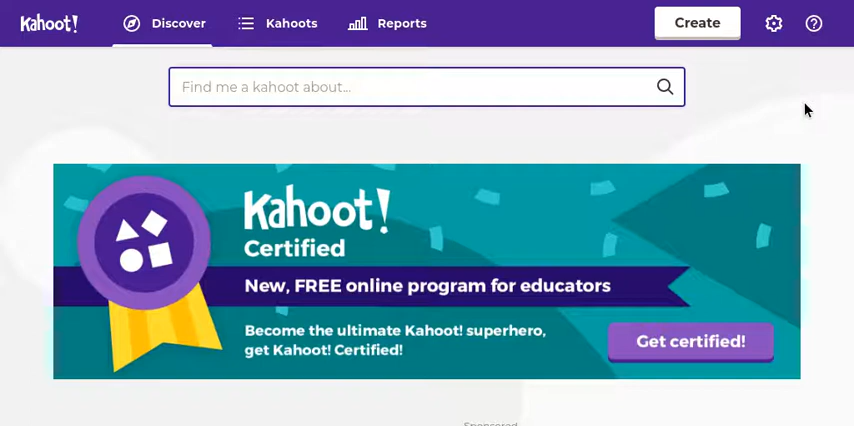 Kahoot!
Discover
Kahoots
Reports
Create
Find me a kahoot about...
Kahoot!
Certified
New, FREE online program for educators
Become the ultimate Kahoot! superhero,
get Kahoot! Certified!
Get certified!
Sponsored